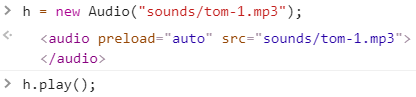 > h = new Audio("sounds/tom-1.mp3");
<audio preload="auto" src="sounds/tom-1.mp3">
</audio>
> h.play();